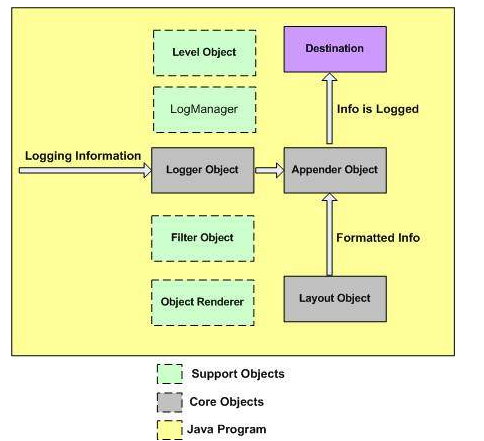 Level Object
Destination
LogManager
Info is Logged
Logging Information
Logger Object
Appender Object
Filter Object
Formatted Info
Object Renderer
Layout Object
Support Objects
Core Objects
Java Program